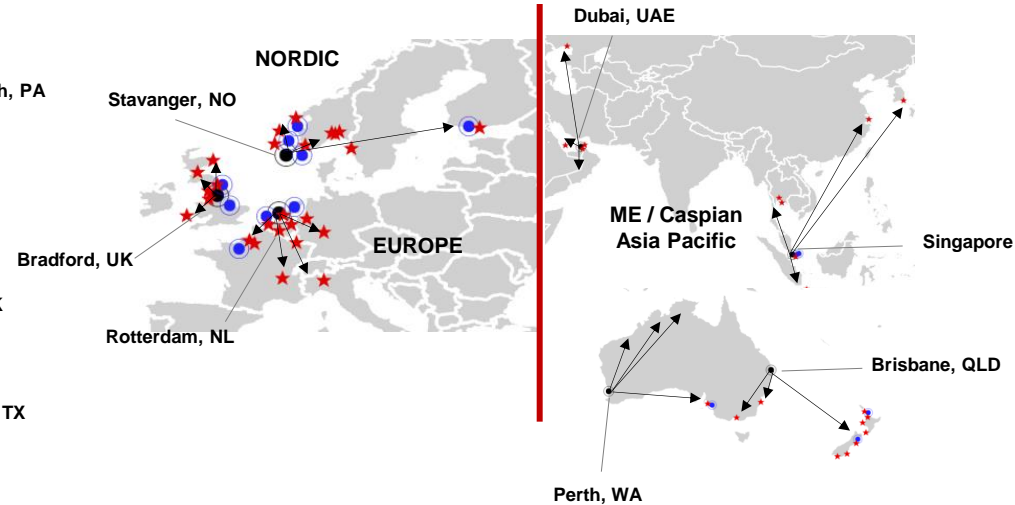 Dubai, UAE
NORDIC
h, PA
Stavanger, NO
ME / Caspian
Asia Pacific
Singapore
EUROPE
Bradford, UK
K
Rotterdam, NL
Brisbane, QLD
TX
Perth, WA